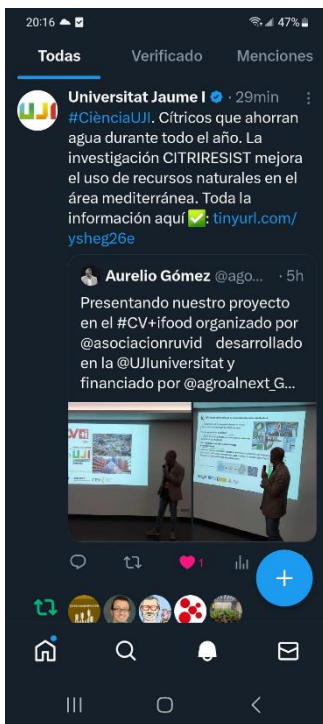 20:16 47%
Todas Verificado Menciones
Universitat Jaume I · 29min
#CiènciaUJI. Cítricos que ahorran
agua durante todo el año. La
investigación CITRIRESIST mejora
el uso de recursos naturales en el
área mediterránea. Toda la
información aquí ✅: tinyurl.com/
ysheg26e
Aurelio Gómez @ago... · 5h
Presentando nuestro proyecto
en el #CV+ifood organizado por
@asociacionruvid desarrollado
en la @UJIuniversitat y
financiado por @agroalnext_G...
UJI
1